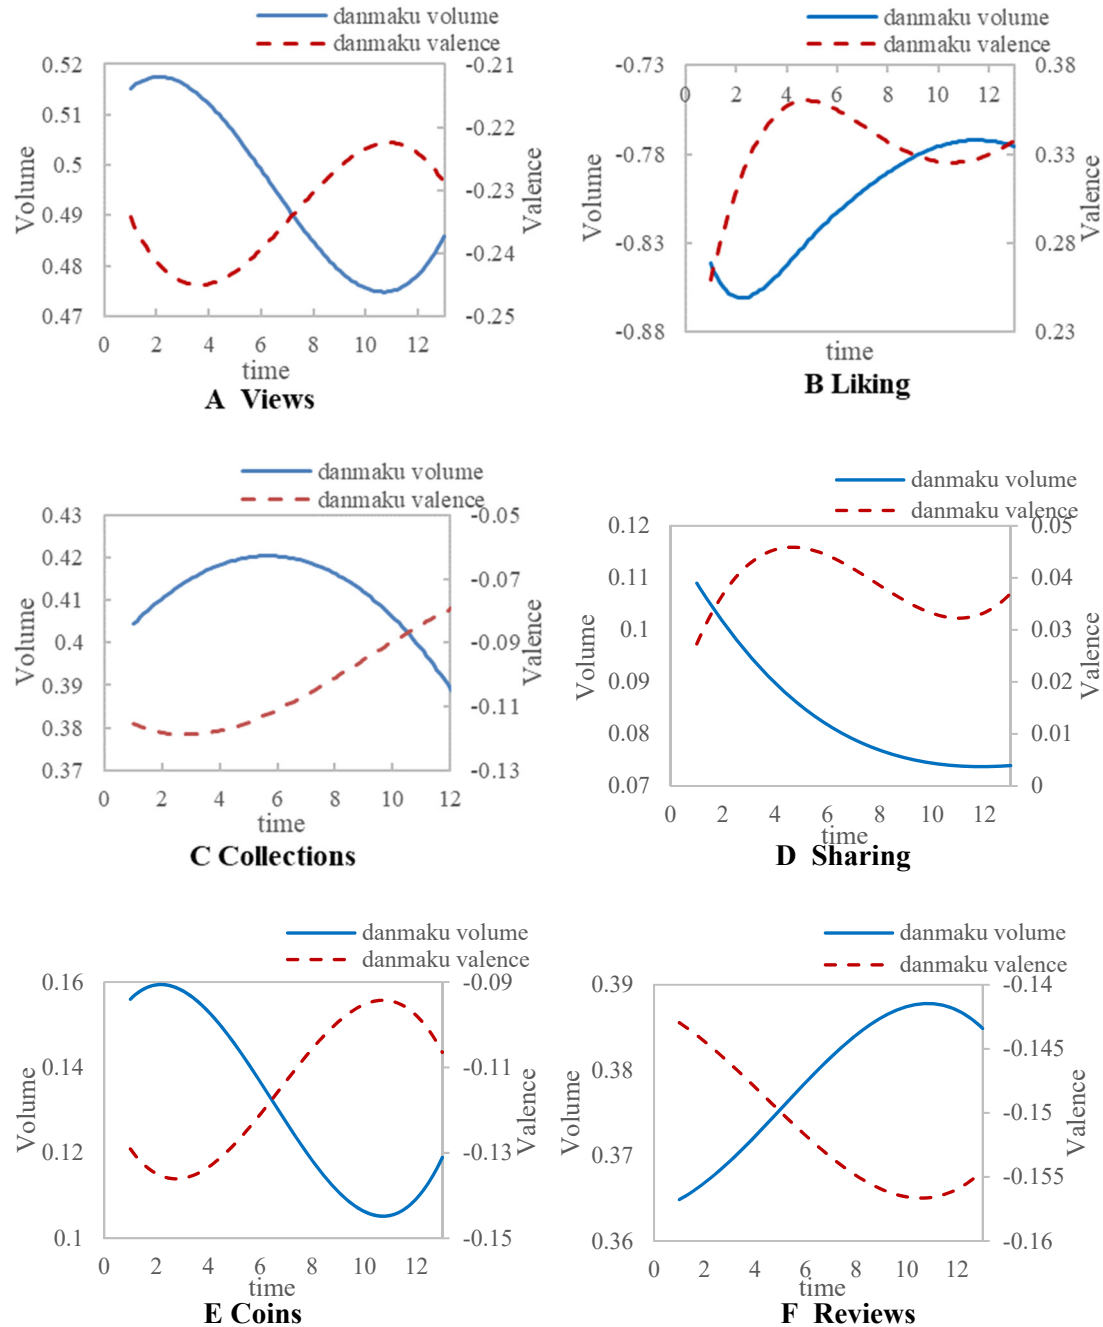 danmaku volume
danmaku valence
0.52
0.51
0.5
0.49
0.48
0.47
Volume
-0.21
-0.22
-0.23
-0.24
-0.25
Valence
0 2 4 6 8 10 12
time
A Views
danmaku volume
danmaku valence
-0.73
-0.78
-0.83
-0.88
Volume
0 2 4 6 8 10 12
0.38
0.33
0.28
0.23
Valence
time
B Liking
danmaku volume
danmaku valence
0.43
0.42
0.41
0.4
0.39
0.38
0.37
Volume
-0.05
-0.07
-0.09
-0.11
-0.13
Valence
0 2 4 6 8 10 12
time
C Collections
danmaku volume
danmaku valence
0.12
0.11
0.1
0.09
0.08
0.07
Volume
0.05
0.04
0.03
0.02
0.01
0
Valence
0 2 4 6 8 10 12
time
D Sharing
danmaku volume
danmaku valence
0.16
0.14
0.12
0.1
Volume
-0.09
-0.11
-0.13
-0.15
Valence
0 2 4 6 8 10 12
time
E Coins
danmaku volume
danmaku valence
0.39
0.38
0.37
0.36
Volume
-0.14
-0.145
-0.15
-0.155
-0.16
Valence
0 2 4 6 8 10 12
time
F Reviews